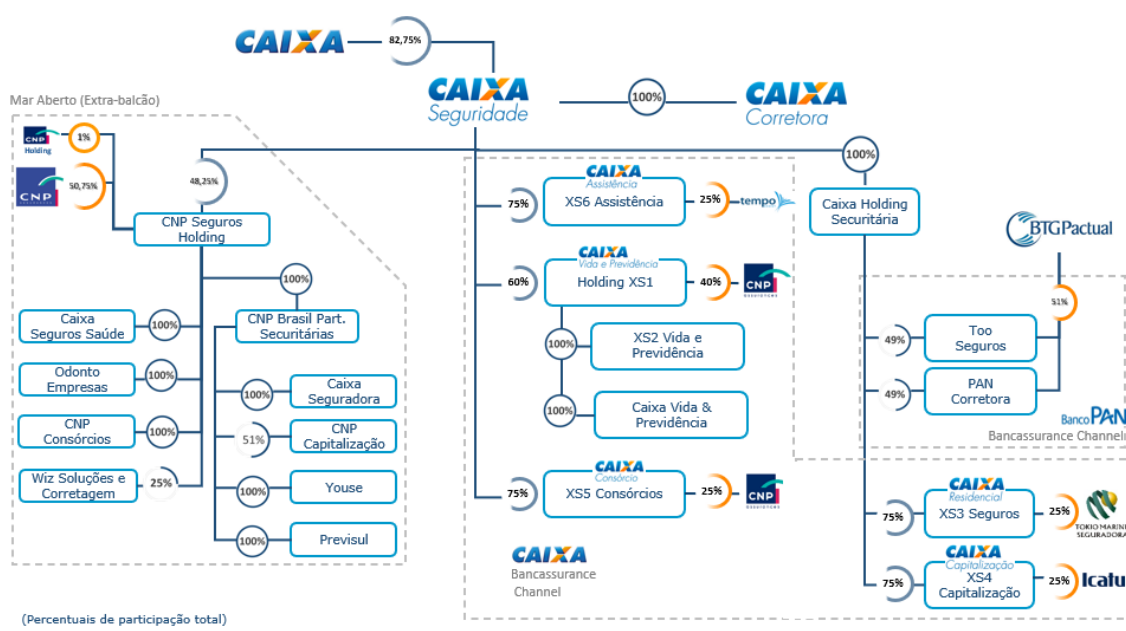 CAIXA
82,75%
CAIXA
Seguridade
100%
CAIXA
Corretora
Mar Aberto (Extra-balcão)
CNP
Holding
1%
CNP
50,75%
48,25%
CNP Seguros
Holding
100%
CNP Brasil Part.
Securitárias
Caixa
Seguros Saúde
100%
Odonto
Empresas
100%
CNP
Consórcios
100%
Wiz Soluções e
Corretagem
25%
100%
Caixa
Seguradora
51%
CNP
Capitalização
100%
Youse
100%
Previsul
CAIXA
Assistência
75%
XS6 Assistência
25%
tempo
CAIXA
Vida e Previdência
60%
Holding XS1
40%
CNP
100%
XS2 Vida e
Previdência
100%
Caixa Vida &
Previdência
CAIXA
Consórcio
75%
XS5 Consórcios
25%
CNP
CAIXA
Bancassurance
Channel
100%
Caixa Holding
Securitária
BTGPactual
51%
49%
Too
Seguros
49%
PAN
Corretora
Banco PAN
Bancassurance Channel
CAIXA
Residencial
75%
XS3 Seguros
25%
TOKIO MARINE
SEGURADORA
CAIXA
Capitalização
75%
XS4
Capitalização
25%
Icatu
(Percentuais de participação total)